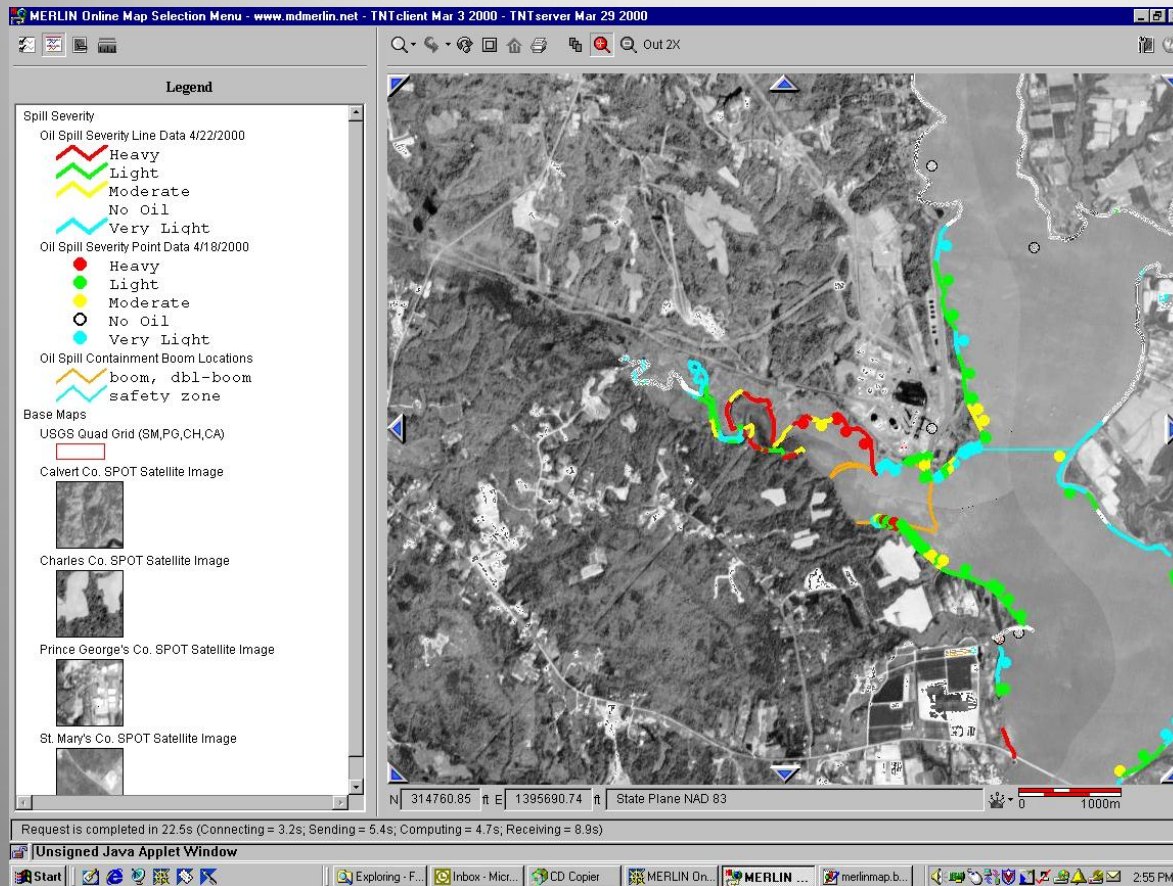 MERLIN Online Map Selection Menu - www.mdmerlin.net - TNTclient Mar 3 2000 - TNTserver Mar 29 2000
Out 2X
Legend
Spill Severity
Oil Spill Severity Line Data 4/22/2000
Heavy
Light
Moderate
No Oil
Very Light
Oil Spill Severity Point Data 4/18/2000
Heavy
Light
Moderate
No Oil
Very Light
Oil Spill Containment Boom Locations
boom, dbl-boom
safety zone
Base Maps
USGS Quad Grid (SM,PG,CH,CA)
Calvert Co. SPOT Satellite Image
Charles Co. SPOT Satellite Image
Prince George's Co. SPOT Satellite Image
St. Mary's Co. SPOT Satellite Image
N 314760.85 ft E 1395690.74 ft State Plane NAD 83
0 1000m
Request is completed in 22.5s (Connecting = 3.2s; Sending = 5.4s; Computing = 4.7s; Receiving = 8.9s)
Unsigned Java Applet Window
Start Exploring - F... Inbox - Micr... CD Copier MERLIN On... MERLIN ... merlinmap.b... 2:55 PM